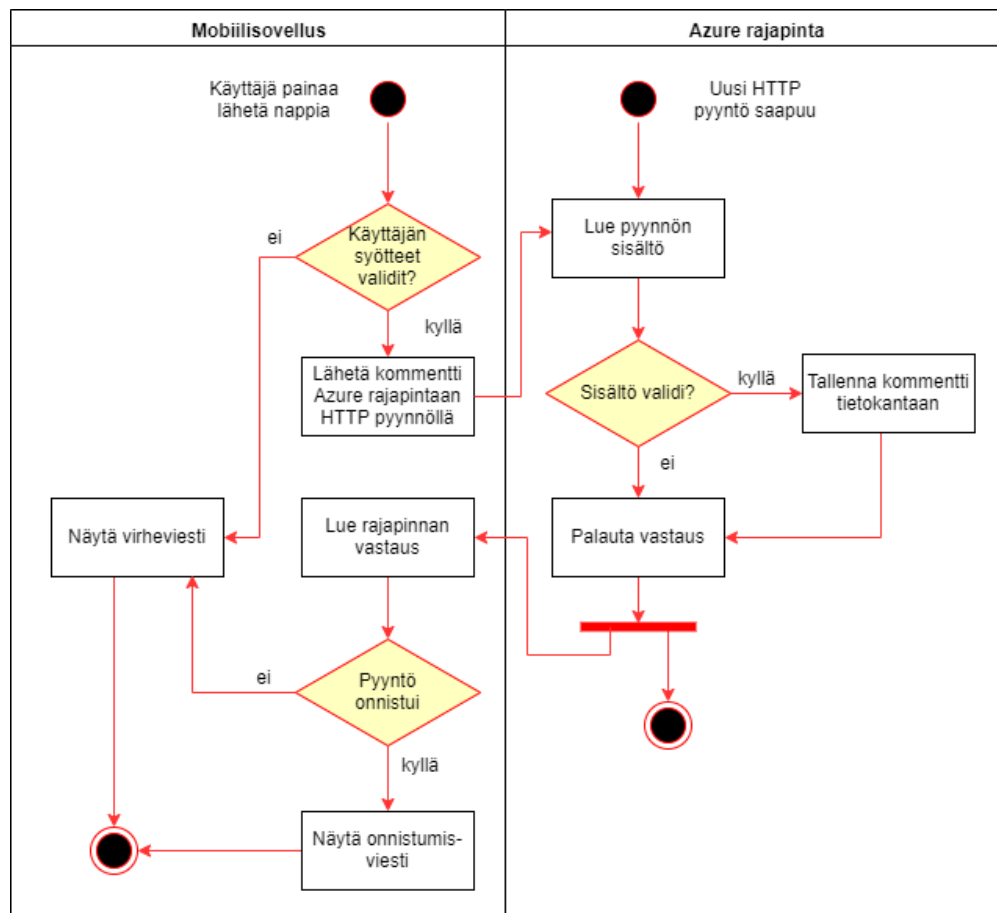 Mobiilisovellus
Azure rajapinta
Käyttäjä painaa
lähetä nappia
Uusi HTTP
pyyntö saapuu
ei
Käyttäjän
syötteet
validit?
kyllä
Lue pyynnön
sisältö
Lähetä kommentti
Azure rajapintaan
HTTP pyynnöllä
Sisältö validi?
kyllä
Tallenna kommentti
tietokantaan
ei
Näytä virheviesti
Lue rajapinnan
vastaus
Palauta vastaus
ei
Pyyntö
onnistui
kyllä
Näytä onnistumis-
viesti